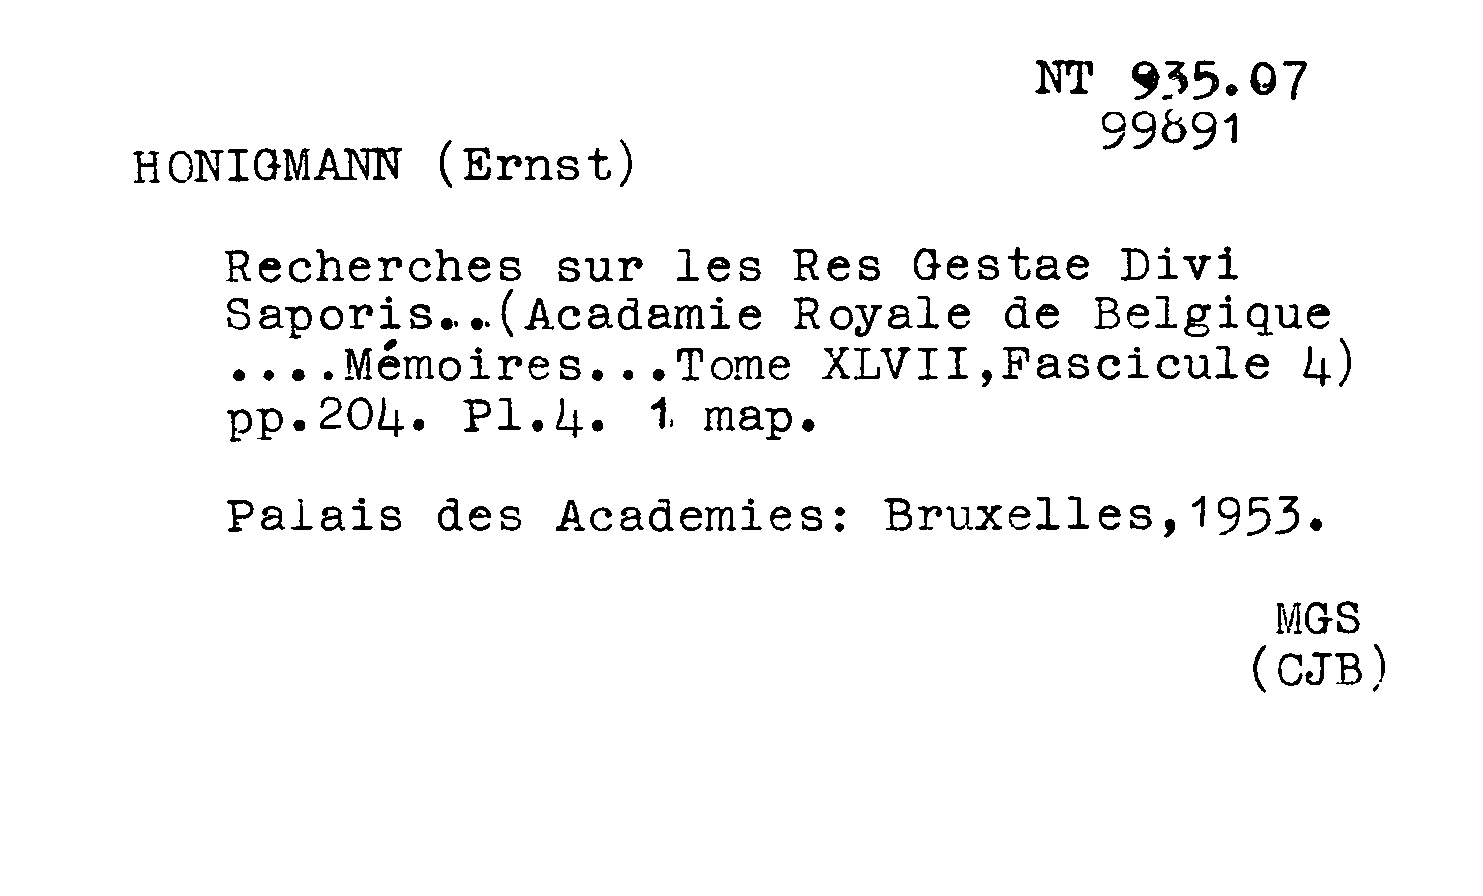 NT 935.07
99891
HONIGMANN (Ernst)
Recherches sur les Res Gestae Divi
Saporis...(Acadamie Royale de Belgique
....Mémoires...Tome XLVII,Fascicule 4)
pp.204. Pl.4. 1 map.
Palais des Academies: Bruxelles,1953.
MGS
(CJB)